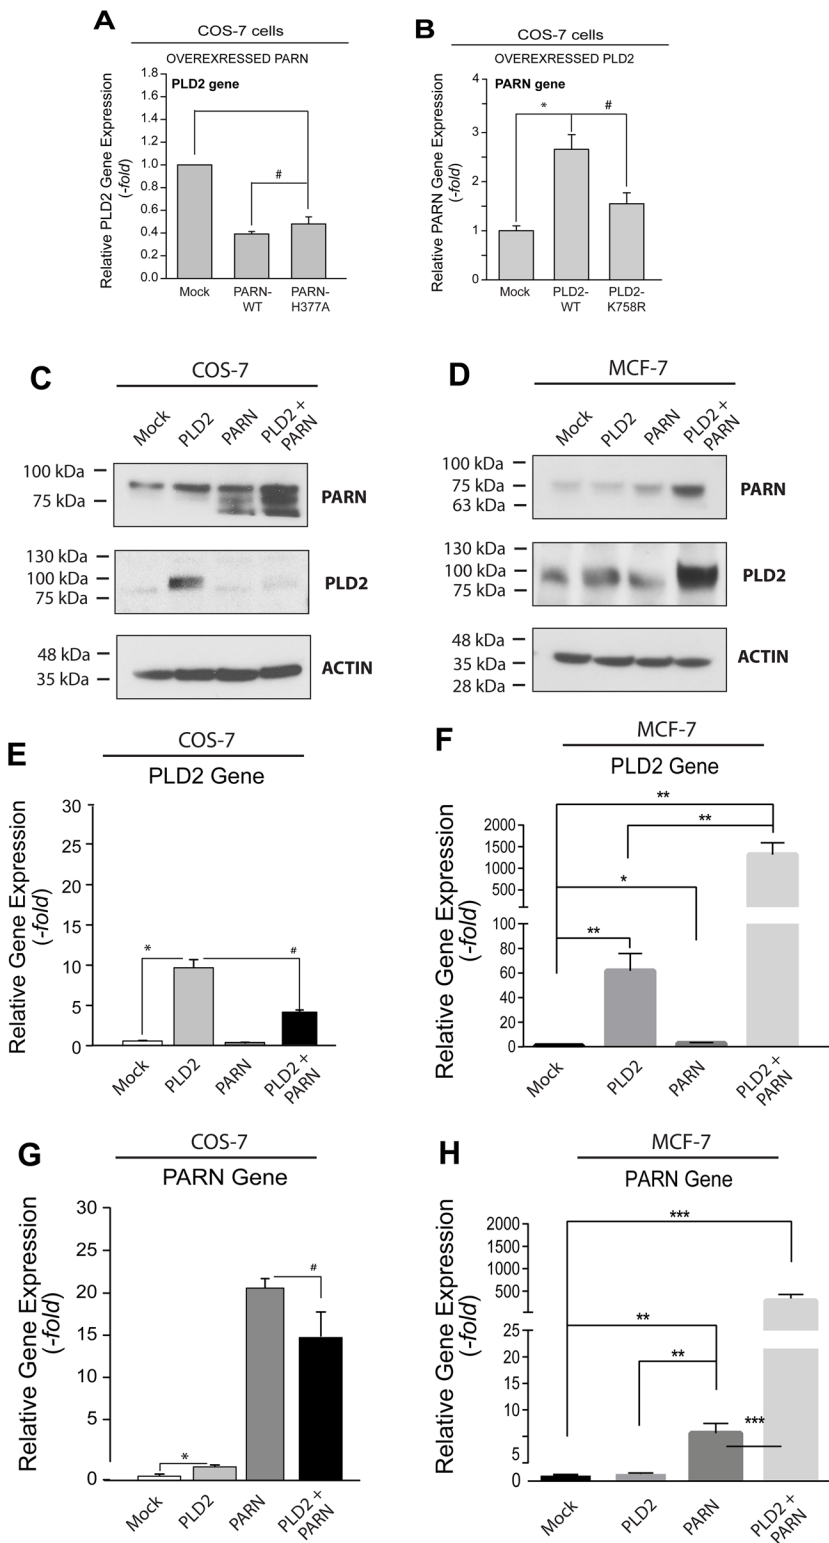 A
COS-7 cells
OVEREXRESSED PARN
PLD2 gene
Relative PLD2 Gene Expression
(-fold)
1.8
1.6
1.4
1.2
1.0
0.8
0.6
0.4
0.2
0.0
#
Mock
PARN-
WT
PARN-
H377A
B
COS-7 cells
OVEREXRESSED PLD2
PARN gene
Relative PARN Gene Expression
(-fold)
4
3
2
1
0
*
#
Mock
PLD2-
WT
PLD2-
K758R
C
COS-7
Mock
PLD2
PARN
PLD2 +
PARN
100 kDa
75 kDa
PARN
130 kDa
100 kDa
75 kDa
PLD2
48 kDa
35 kDa
ACTIN
D
MCF-7
Mock
PLD2
PARN
PLD2 +
PARN
100 kDa
75 kDa
63 kDa
PARN
130 kDa
100 kDa
75 kDa
PLD2
48 kDa
35 kDa
28 kDa
ACTIN
E
COS-7
PLD2 Gene
Relative Gene Expression
(-fold)
30
25
20
15
10
5
0
*
#
Mock
PLD2
PARN
PLD2 +
PARN
F
MCF-7
PLD2 Gene
Relative Gene Expression
(-fold)
2000
1500
1000
500
100
80
60
40
20
0
**
**
*
**
Mock
PLD2
PARN
PLD2 +
PARN
G
COS-7
PARN Gene
Relative Gene Expression
(-fold)
30
25
20
15
10
5
0
*
#
Mock
PLD2
PARN
PLD2 +
PARN
H
MCF-7
PARN Gene
Relative Gene Expression
(-fold)
2000
1500
1000
500
25
20
15
10
5
0
***
**
**
***
Mock
PLD2
PARN
PLD2 +
PARN